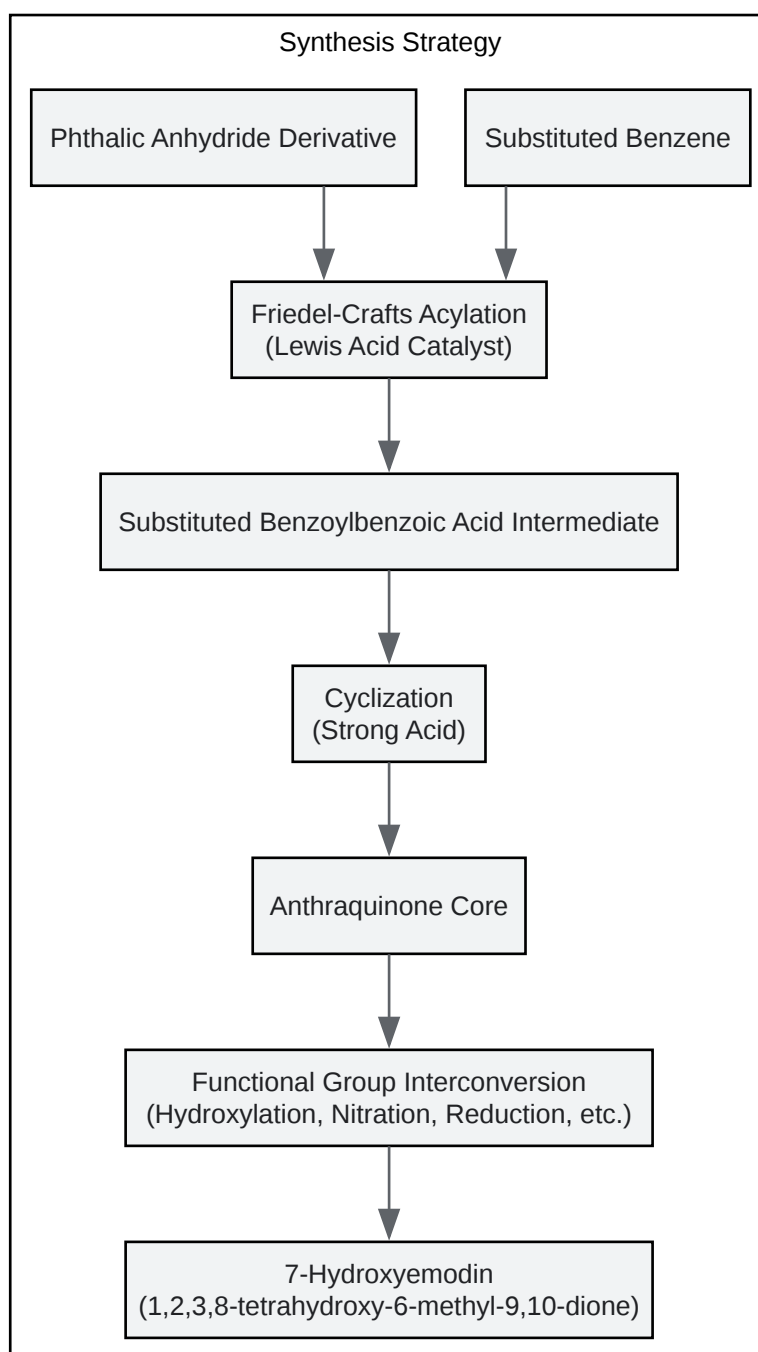 Synthesis Strategy
Phthalic Anhydride Derivative
Substituted Benzene
Friedel-Crafts Acylation
(Lewis Acid Catalyst)
Substituted Benzoylbenzoic Acid Intermediate
Cyclization
(Strong Acid)
Anthraquinone Core
Functional Group Interconversion
(Hydroxylation, Nitration, Reduction, etc.)
7-Hydroxyemodin
(1,2,3,8-tetrahydroxy-6-methyl-9,10-dione)